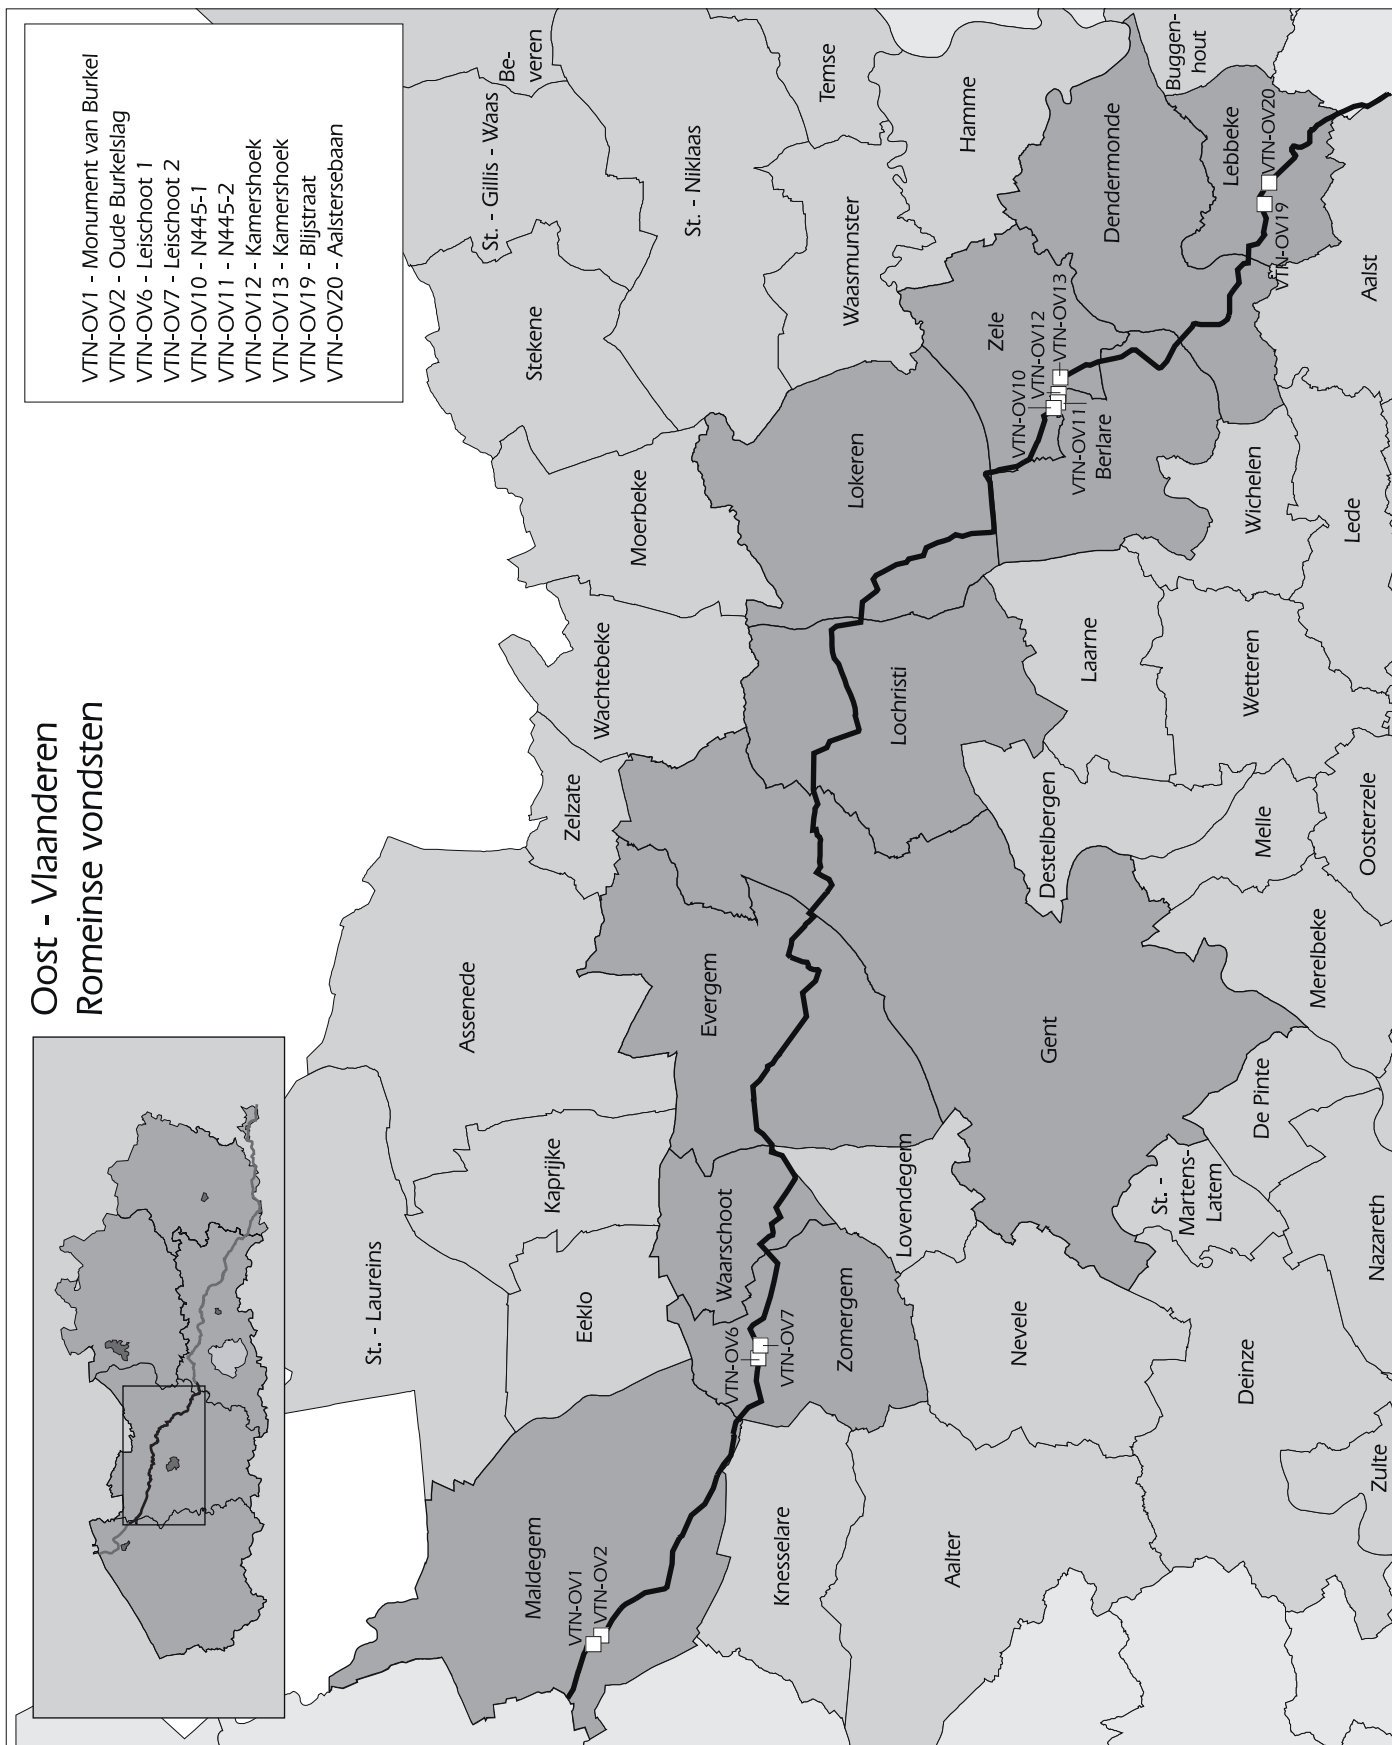 Oost - Vlaanderen
Romeinse vondsten
VTN-OV1 - Monument van Burkel
VTN-OV2 - Oude Burkelslag
VTN-OV6 - Leischoot 1
VTN-OV7 - Leischoot 2
VTN-OV10 - N445-1
VTN-OV11 - N445-2
VTN-OV12 - Kamershoek
VTN-OV13 - Kamershoek
VTN-OV19 - Blijstraat
VTN-OV20 - Aalstersebaan
St. - Laureins
Assenede
Zelzate
Wachtebeke
Moerbeke
Stekene
St. - Gillis - Waas
Be-
veren
St. - Niklaas
Temse
Maldegem
VTN-OV1
VTN-OV2
Eeklo
Kaprijke
Waarschoot
VTN-OV6
VTN-OV7
Zomergem
Evergem
Lovendegem
Lochristi
Lokeren
Waasmunster
Hamme
Zele
VTN-OV10
VTN-OV12
VTN-OV13
VTN-OV11
Berlare
Dendermonde
Buggen-
hout
Lebbeke
VTN-OV20
VTN-OV19
Aalst
Knesselare
Aalter
Nevele
Gent
Destelbergen
Laarne
Wichelen
Wetteren
Lede
Melle
Oosterzele
Merelbeke
De Pinte
St. -
Martens-
Latem
Deinze
Nazareth
Zulte